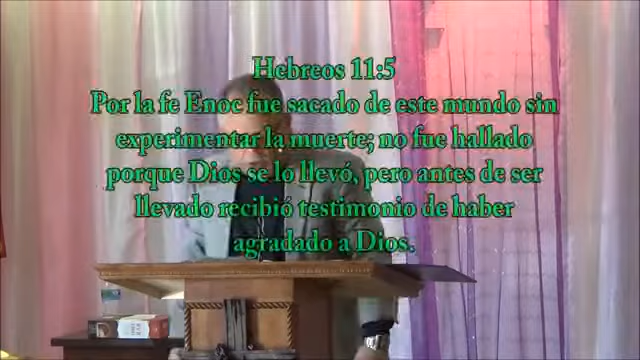 Hebreos 11:5
Por la fe Enoc fue sacado de este mundo sin
experimentar la muerte; no fue hallado
porque Dios se lo llevó, pero antes de ser
llevado recibió testimonio de haber
agradado a Dios.